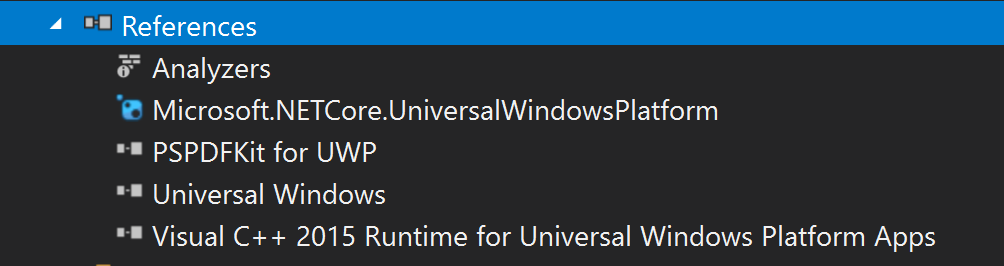 References
Analyzers
Microsoft.NETCore.UniversalWindowsPlatform
PSPDFKit for UWP
Universal Windows
Visual C++ 2015 Runtime for Universal Windows Platform Apps